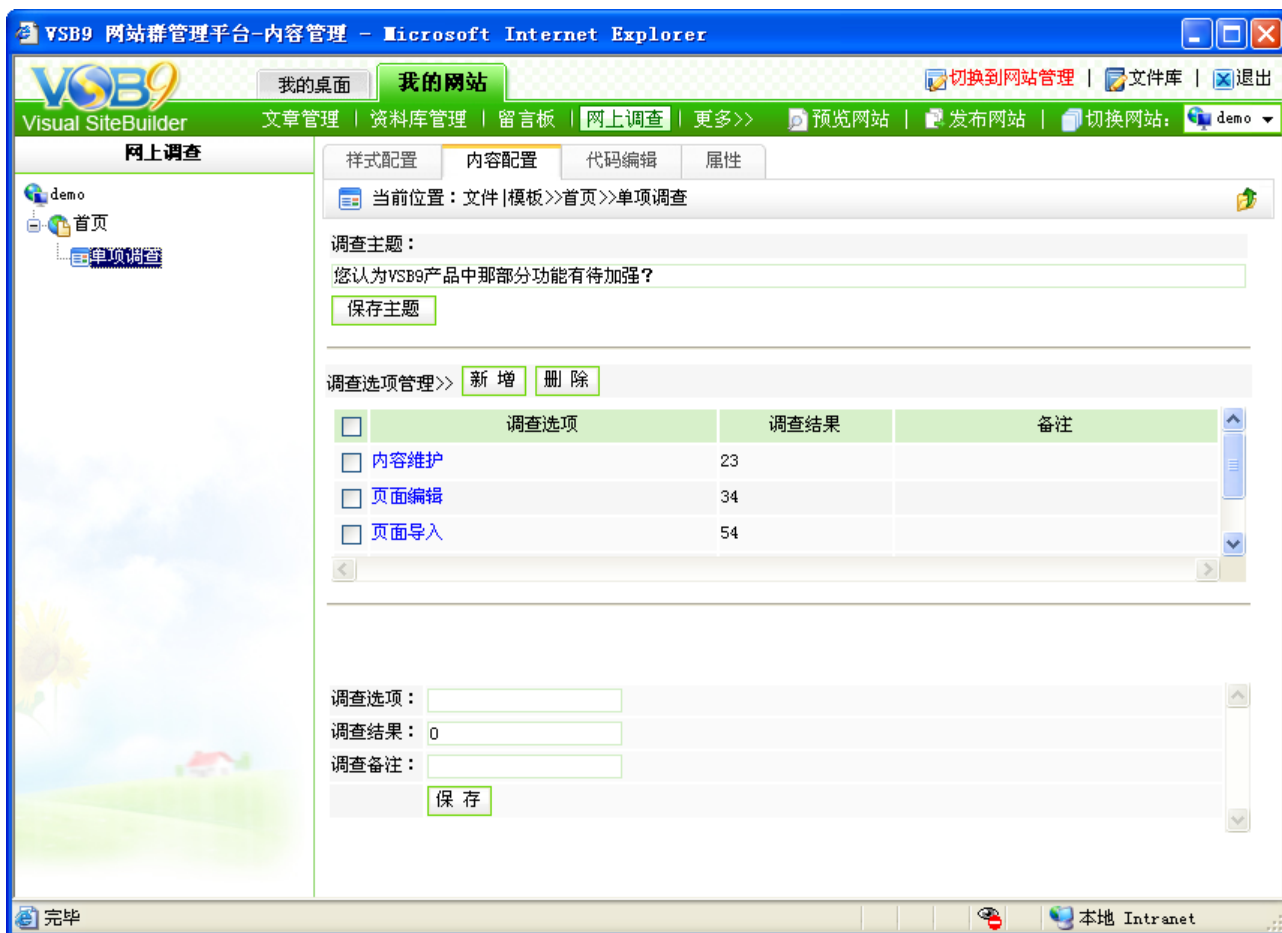 VSB9 网站群管理平台-内容管理 - Microsoft Internet Explorer
VSB9
Visual SiteBuilder
我的桌面 我的网站 切换到网站管理 | 文件库 | 退出
文章管理 | 资料库管理 | 留言板 | 网上调查 | 更多>> 预览网站 | 发布网站 | 切换网站: demo
网上调查
demo
首页
单项调查
样式配置 内容配置 代码编辑 属性
当前位置：文件|模板>>首页>>单项调查
调查主题：
您认为VSB9产品中那部分功能有待加强？
保存主题
调查选项管理>> 新 增 删 除
调查选项 调查结果 备注
内容维护 23
页面编辑 34
页面导入 54
调查选项：
调查结果： 0
调查备注：
保 存
完毕 本地 Intranet